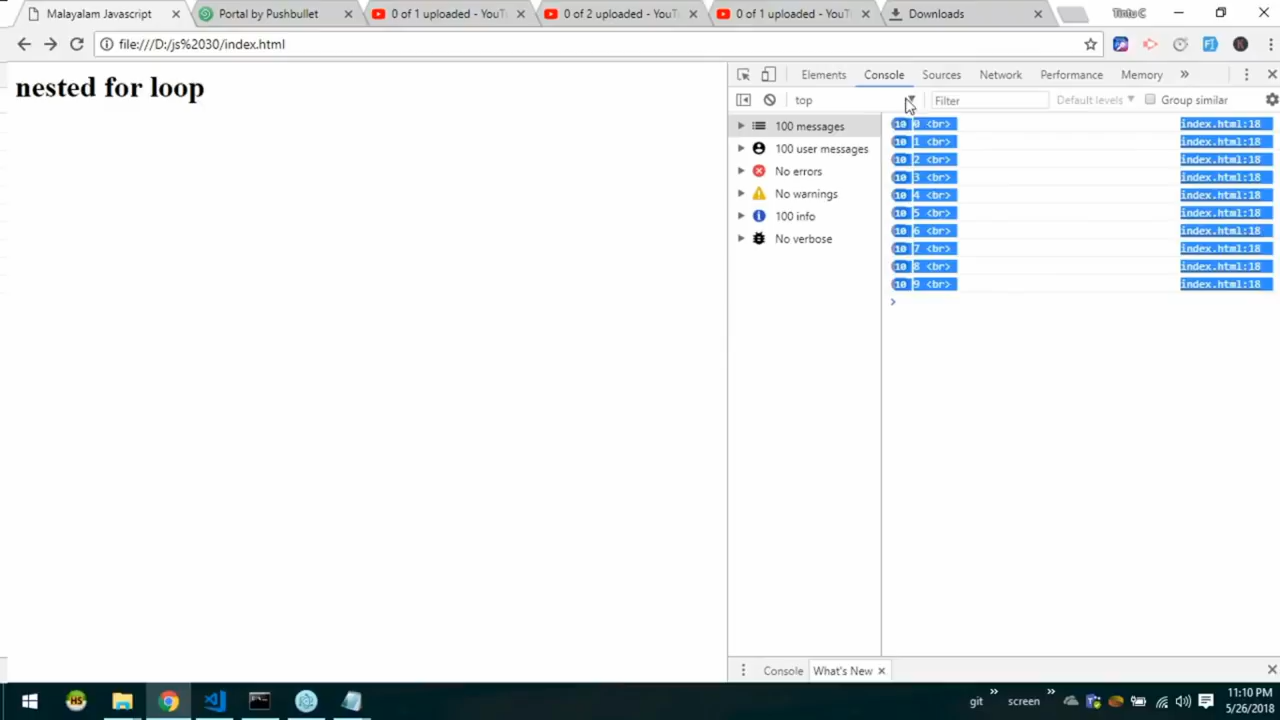 Malayalam Javascript
Portal by Pushbullet
0 of 1 uploaded - YouTu
0 of 2 uploaded - YouTu
0 of 1 uploaded - YouTu
Downloads
Tintu C
file:///D:/js%2030/index.html
nested for loop
Elements Console Sources Network Performance Memory »
top Filter Default levels ▼ Group similar
100 messages
100 user messages
No errors
No warnings
100 info
No verbose
10 0 <br> index.html:18
10 1 <br> index.html:18
10 2 <br> index.html:18
10 3 <br> index.html:18
10 4 <br> index.html:18
10 5 <br> index.html:18
10 6 <br> index.html:18
10 7 <br> index.html:18
10 8 <br> index.html:18
10 9 <br> index.html:18
>
Console What's New ×
HS
git » screen »
11:10 PM
5/26/2018